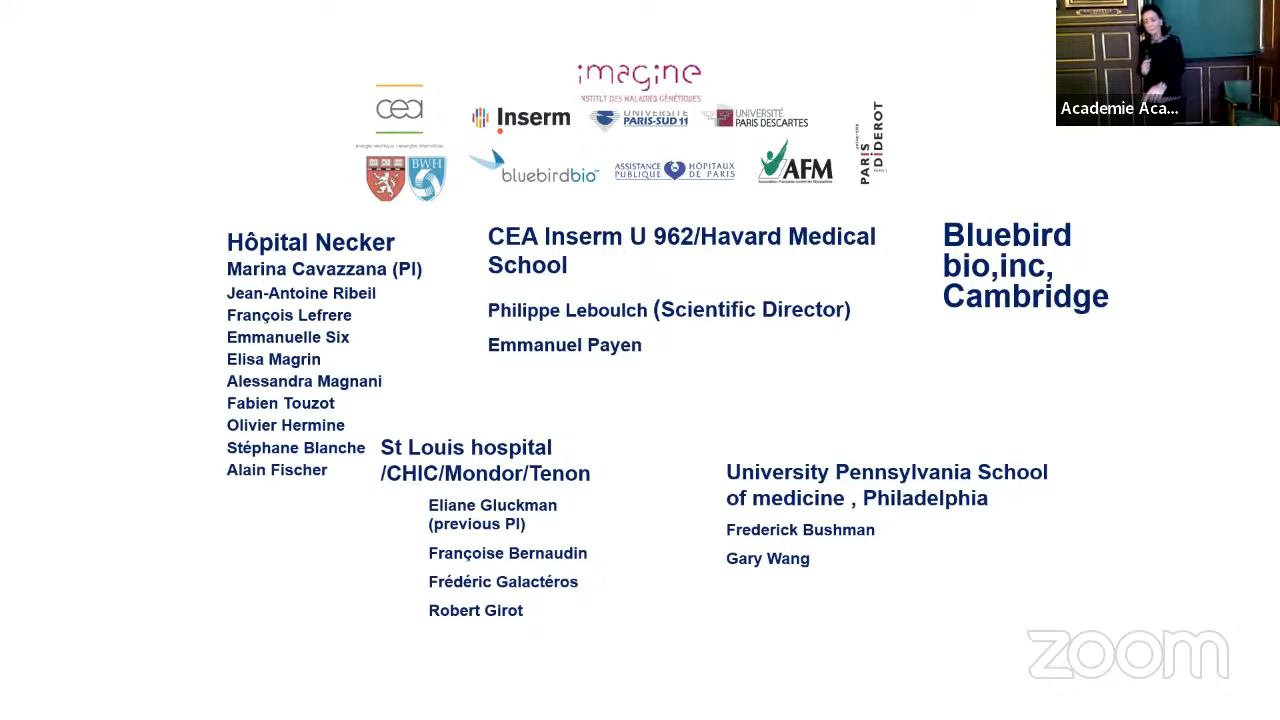 imagine
INSTITUT DES MALADIES GÉNÉTIQUES
cea
Inserm
UNIVERSITÉ
PARIS-SUD 11
UNIVERSITÉ
PARIS DESCARTES
UNIVERSITÉ
PARIS
DIDEROT
PARIS 7
BWH
bluebirdbio™
ASSISTANCE
PUBLIQUE
HÔPITAUX
DE PARIS
AFM
Academie Aca...
Hôpital Necker
Marina Cavazzana (PI)
Jean-Antoine Ribeil
François Lefrere
Emmanuelle Six
Elisa Magrin
Alessandra Magnani
Fabien Touzot
Olivier Hermine
Stéphane Blanche
Alain Fischer
CEA Inserm U 962/Havard Medical
School
Philippe Leboulch (Scientific Director)
Emmanuel Payen
Bluebird
bio,inc,
Cambridge
St Louis hospital
/CHIC/Mondor/Tenon
Eliane Gluckman
(previous PI)
Françoise Bernaudin
Frédéric Galactéros
Robert Girot
University Pennsylvania School
of medicine , Philadelphia
Frederick Bushman
Gary Wang
zoom